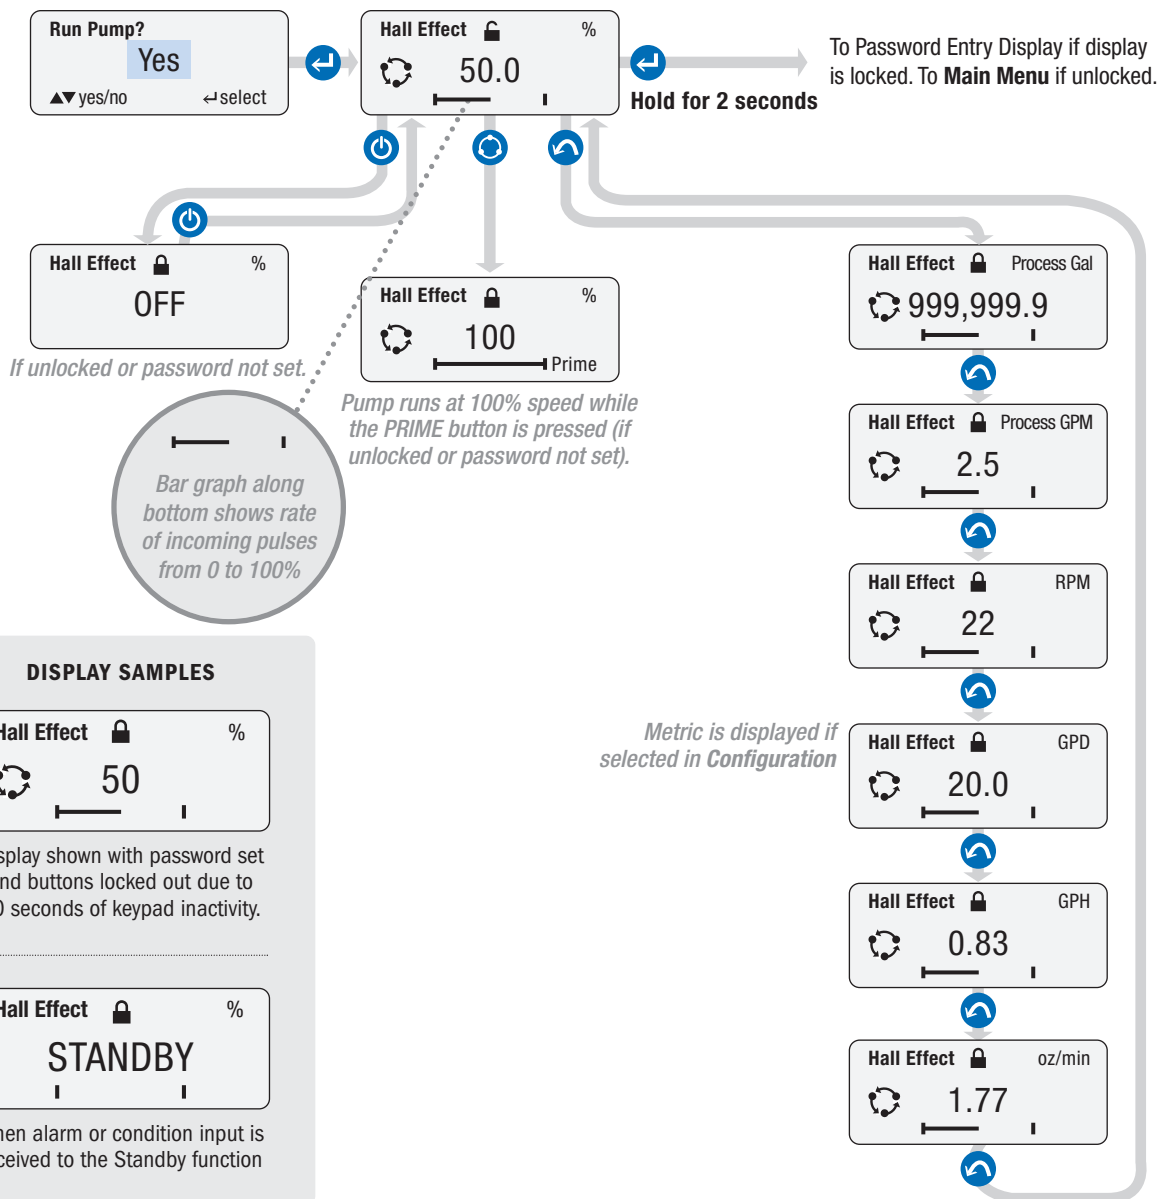 Run Pump?
Yes
▲▼ yes/no ↵ select
Hall Effect %
50.0
Hold for 2 seconds
To Password Entry Display if display
is locked. To Main Menu if unlocked.
Hall Effect %
OFF
If unlocked or password not set.
Hall Effect %
100
Prime
Pump runs at 100% speed while
the PRIME button is pressed (if
unlocked or password not set).
Bar graph along
bottom shows rate
of incoming pulses
from 0 to 100%
Hall Effect Process Gal
999,999.9
Hall Effect Process GPM
2.5
Hall Effect RPM
22
Metric is displayed if
selected in Configuration
Hall Effect GPD
20.0
Hall Effect GPH
0.83
Hall Effect oz/min
1.77
DISPLAY SAMPLES
Hall Effect %
50
splay shown with password set
nd buttons locked out due to
0 seconds of keypad inactivity.
Hall Effect %
STANDBY
hen alarm or condition input is
ceived to the Standby function